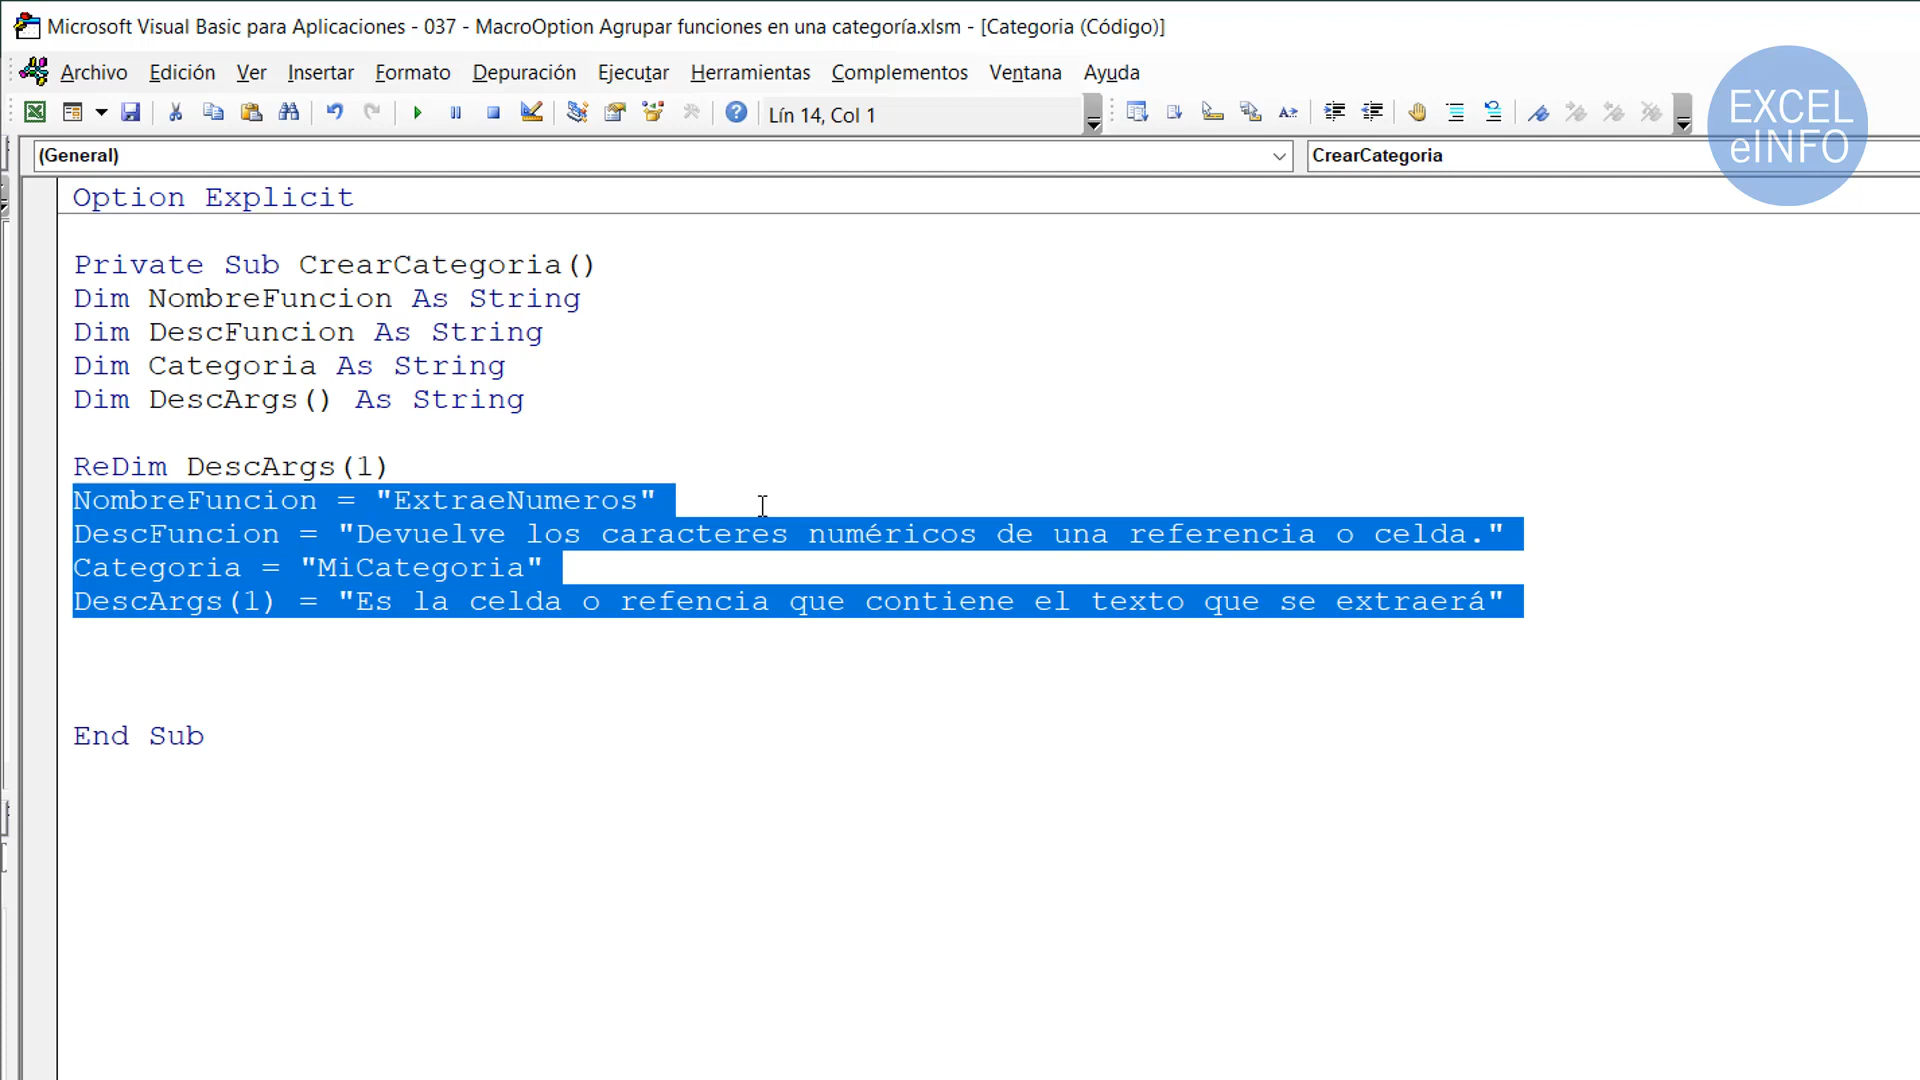 Microsoft Visual Basic para Aplicaciones - 037 - MacroOption Agrupar funciones en una categoría.xlsm - [Categoria (Código)]
Archivo Edición Ver Insertar Formato Depuración Ejecutar Herramientas Complementos Ventana Ayuda
Lín 14, Col 1
EXCEL
eINFO
(General) CrearCategoria
Option Explicit
Private Sub CrearCategoria()
Dim NombreFuncion As String
Dim DescFuncion As String
Dim Categoria As String
Dim DescArgs() As String
ReDim DescArgs(1)
NombreFuncion = "ExtraeNumeros"
DescFuncion = "Devuelve los caracteres numéricos de una referencia o celda."
Categoria = "MiCategoria"
DescArgs(1) = "Es la celda o refencia que contiene el texto que se extraerá"
End Sub